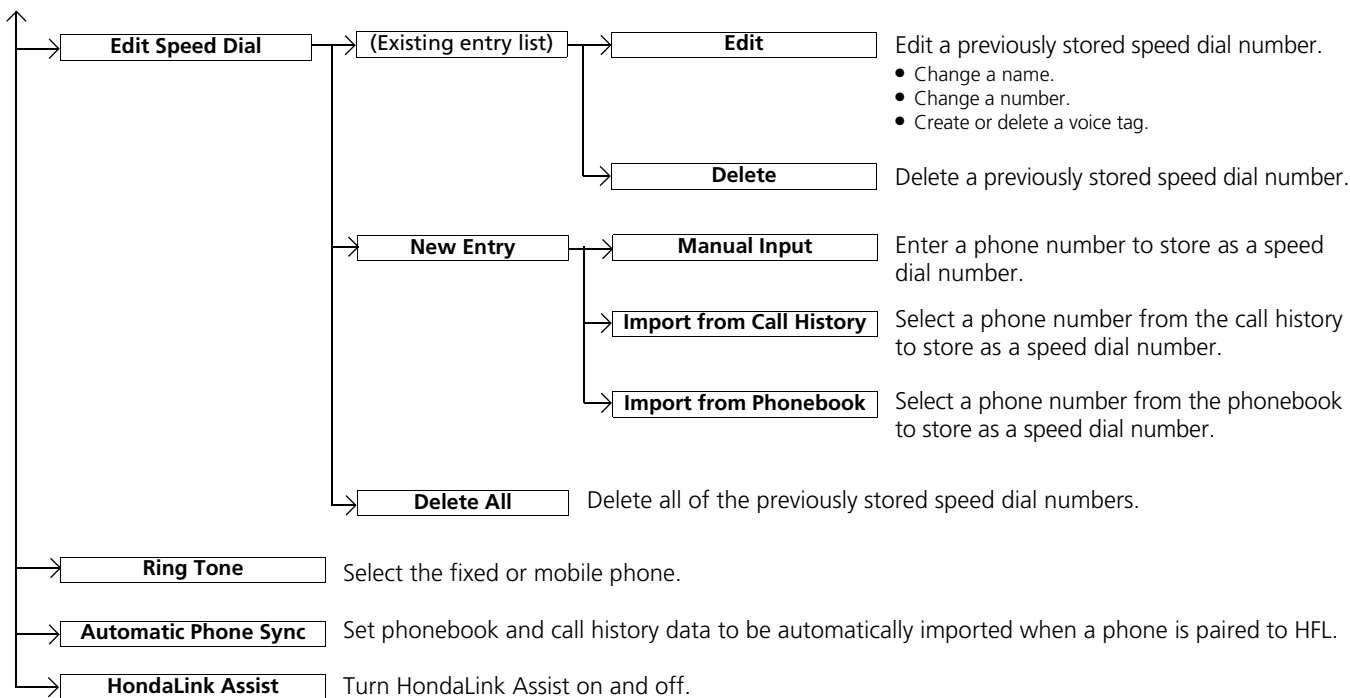 Edit Speed Dial
(Existing entry list)
Edit
Edit a previously stored speed dial number.
● Change a name.
● Change a number.
● Create or delete a voice tag.
Delete
Delete a previously stored speed dial number.
New Entry
Manual Input
Enter a phone number to store as a speed
dial number.
Import from Call History
Select a phone number from the call history
to store as a speed dial number.
Import from Phonebook
Select a phone number from the phonebook
to store as a speed dial number.
Delete All
Delete all of the previously stored speed dial numbers.
Ring Tone
Select the fixed or mobile phone.
Automatic Phone Sync
Set phonebook and call history data to be automatically imported when a phone is paired to HFL.
HondaLink Assist
Turn HondaLink Assist on and off.